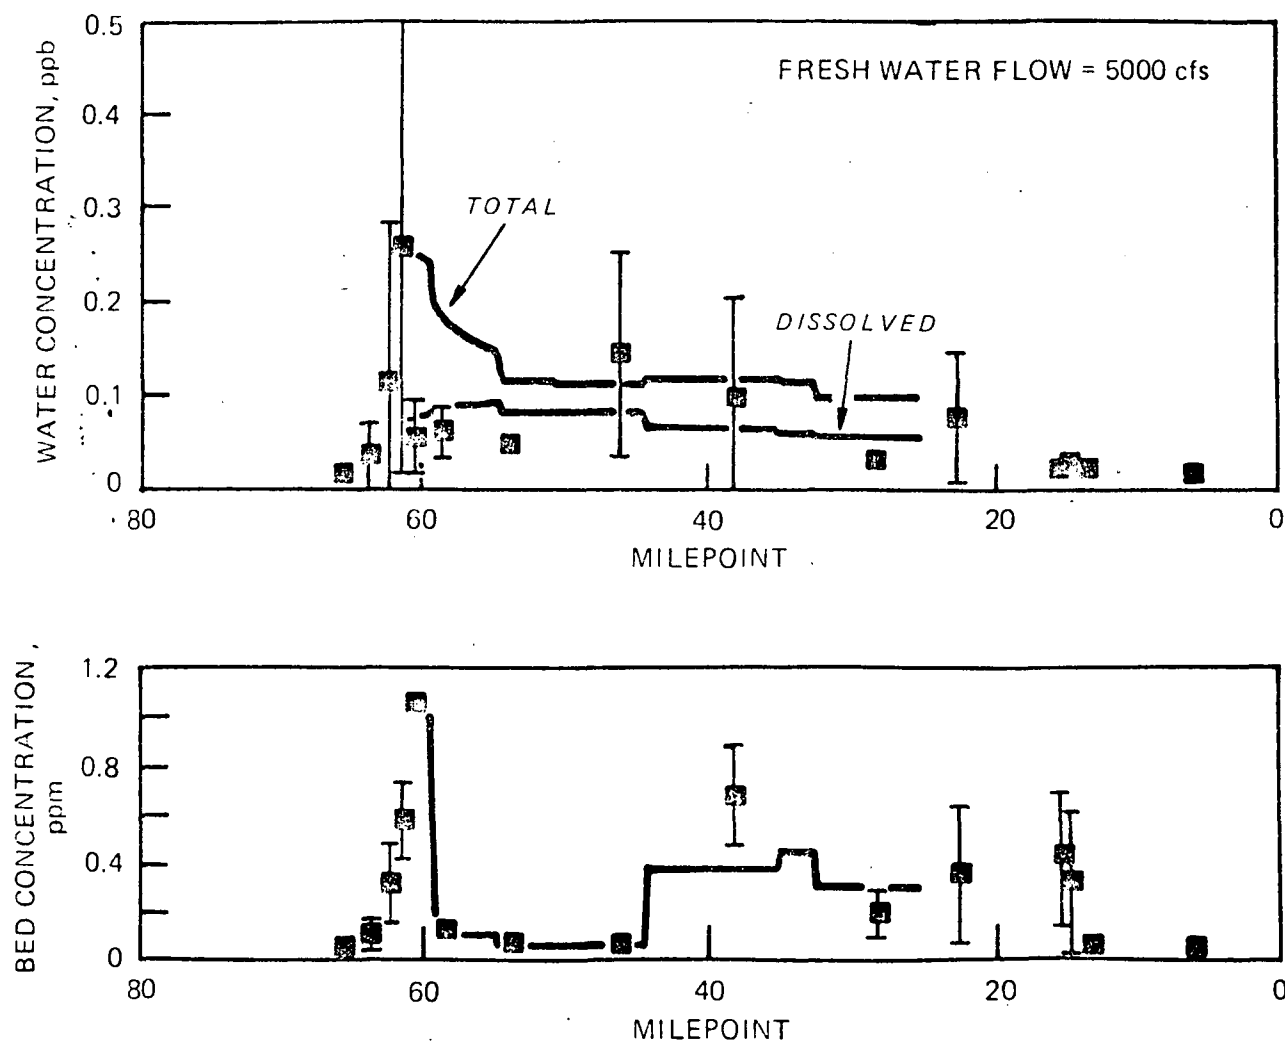 WATER CONCENTRATION, ppb
0.5
0.4
0.3
0.2
0.1
0
FRESH WATER FLOW = 5000 cfs
TOTAL
DISSOLVED
80
60
40
20
0
MILEPOINT
BED CONCENTRATION,
ppm
1.2
0.8
0.4
0
80
60
40
20
0
MILEPOINT